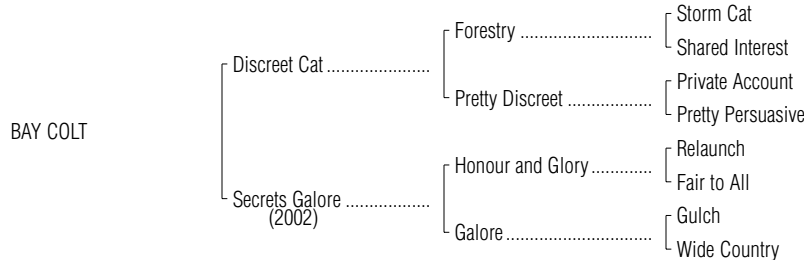 Storm Cat
Forestry ..............................
Shared Interest
Discreet Cat ......................
Private Account
Pretty Discreet ...................
Pretty Persuasive
BAY COLT
Relaunch
Honour and Glory .............
Fair to All
Secrets Galore ..................
(2002)
Gulch
Galore ................................
Wide Country